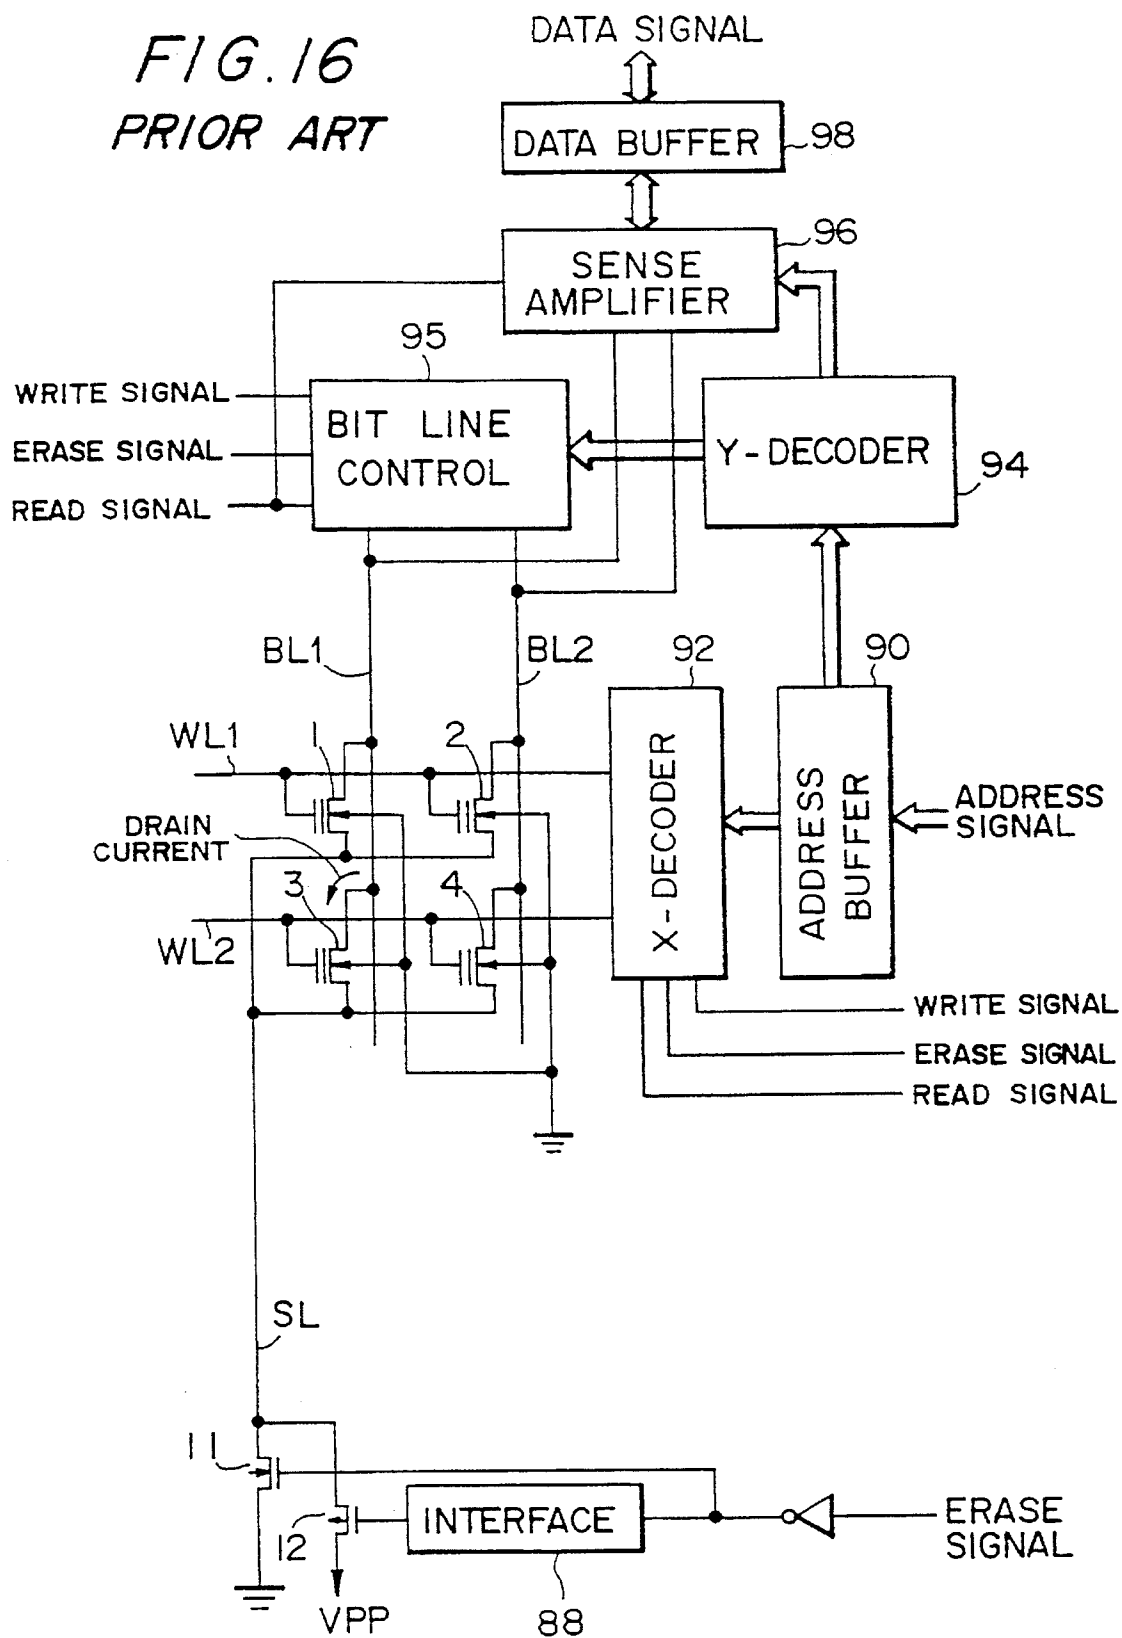 FIG. 16
PRIOR ART
DATA SIGNAL
DATA BUFFER
98
96
SENSE
AMPLIFIER
95
WRITE SIGNAL
ERASE SIGNAL
READ SIGNAL
BIT LINE
CONTROL
Y-DECODER
94
BL1
BL2
92
90
WL1
1
2
X-DECODER
ADDRESS
BUFFER
ADDRESS
SIGNAL
DRAIN
CURRENT
3
4
WL2
WRITE SIGNAL
ERASE SIGNAL
READ SIGNAL
SL
11
12
INTERFACE
88
ERASE
SIGNAL
VPP